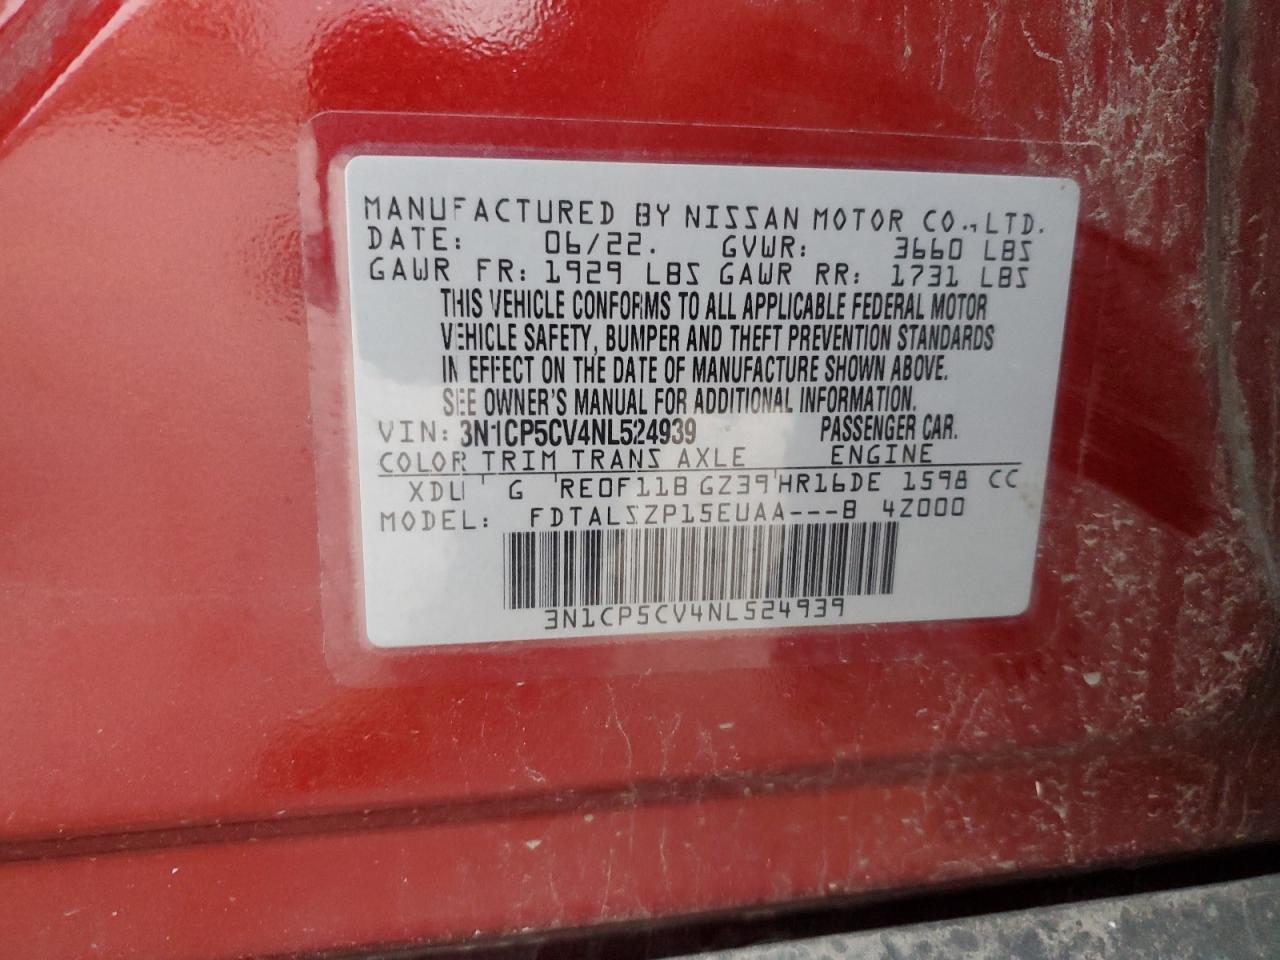 MANUFACTURED BY NISSAN MOTOR CO.,LTD.
DATE: 06/22. GVWR: 3660 LBS
GAWR FR: 1929 LBS GAWR RR: 1731 LBS
THIS VEHICLE CONFORMS TO ALL APPLICABLE FEDERAL MOTOR
VEHICLE SAFETY, BUMPER AND THEFT PREVENTION STANDARDS
IN EFFECT ON THE DATE OF MANUFACTURE SHOWN ABOVE.
SEE OWNER'S MANUAL FOR ADDITIONAL INFORMATION.
VIN: 3N1CP5CV4NL524939 PASSENGER CAR.
COLOR TRIM TRANS AXLE ENGINE
G RE0F11B GZ39 HR16DE 1598 CC
MODEL: FDTALSZP15EUAA---B 4Z000
3N1CP5CV4NL524939